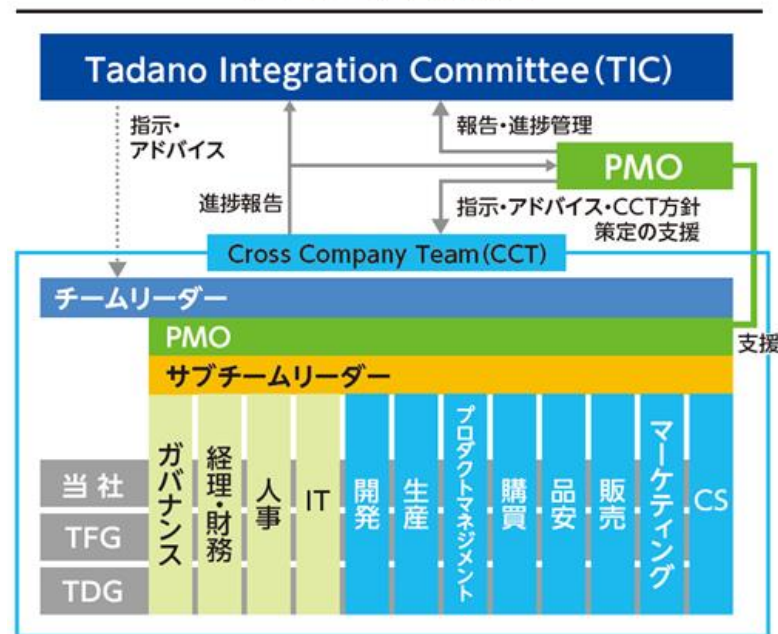 Tadano Integration Committee(TIC)
指示・
アドバイス
報告・進捗管理
PMO
進捗報告
指示・アドバイス・CCT方針
策定の支援
Cross Company Team(CCT)
チームリーダー
PMO
支援
サブチームリーダー
当社
TFG
TDG
ガバナンス
経理・財務
人事
IT
開発
生産
プロダクトマネジメント
購買
品安
販売
マーケティング
CS